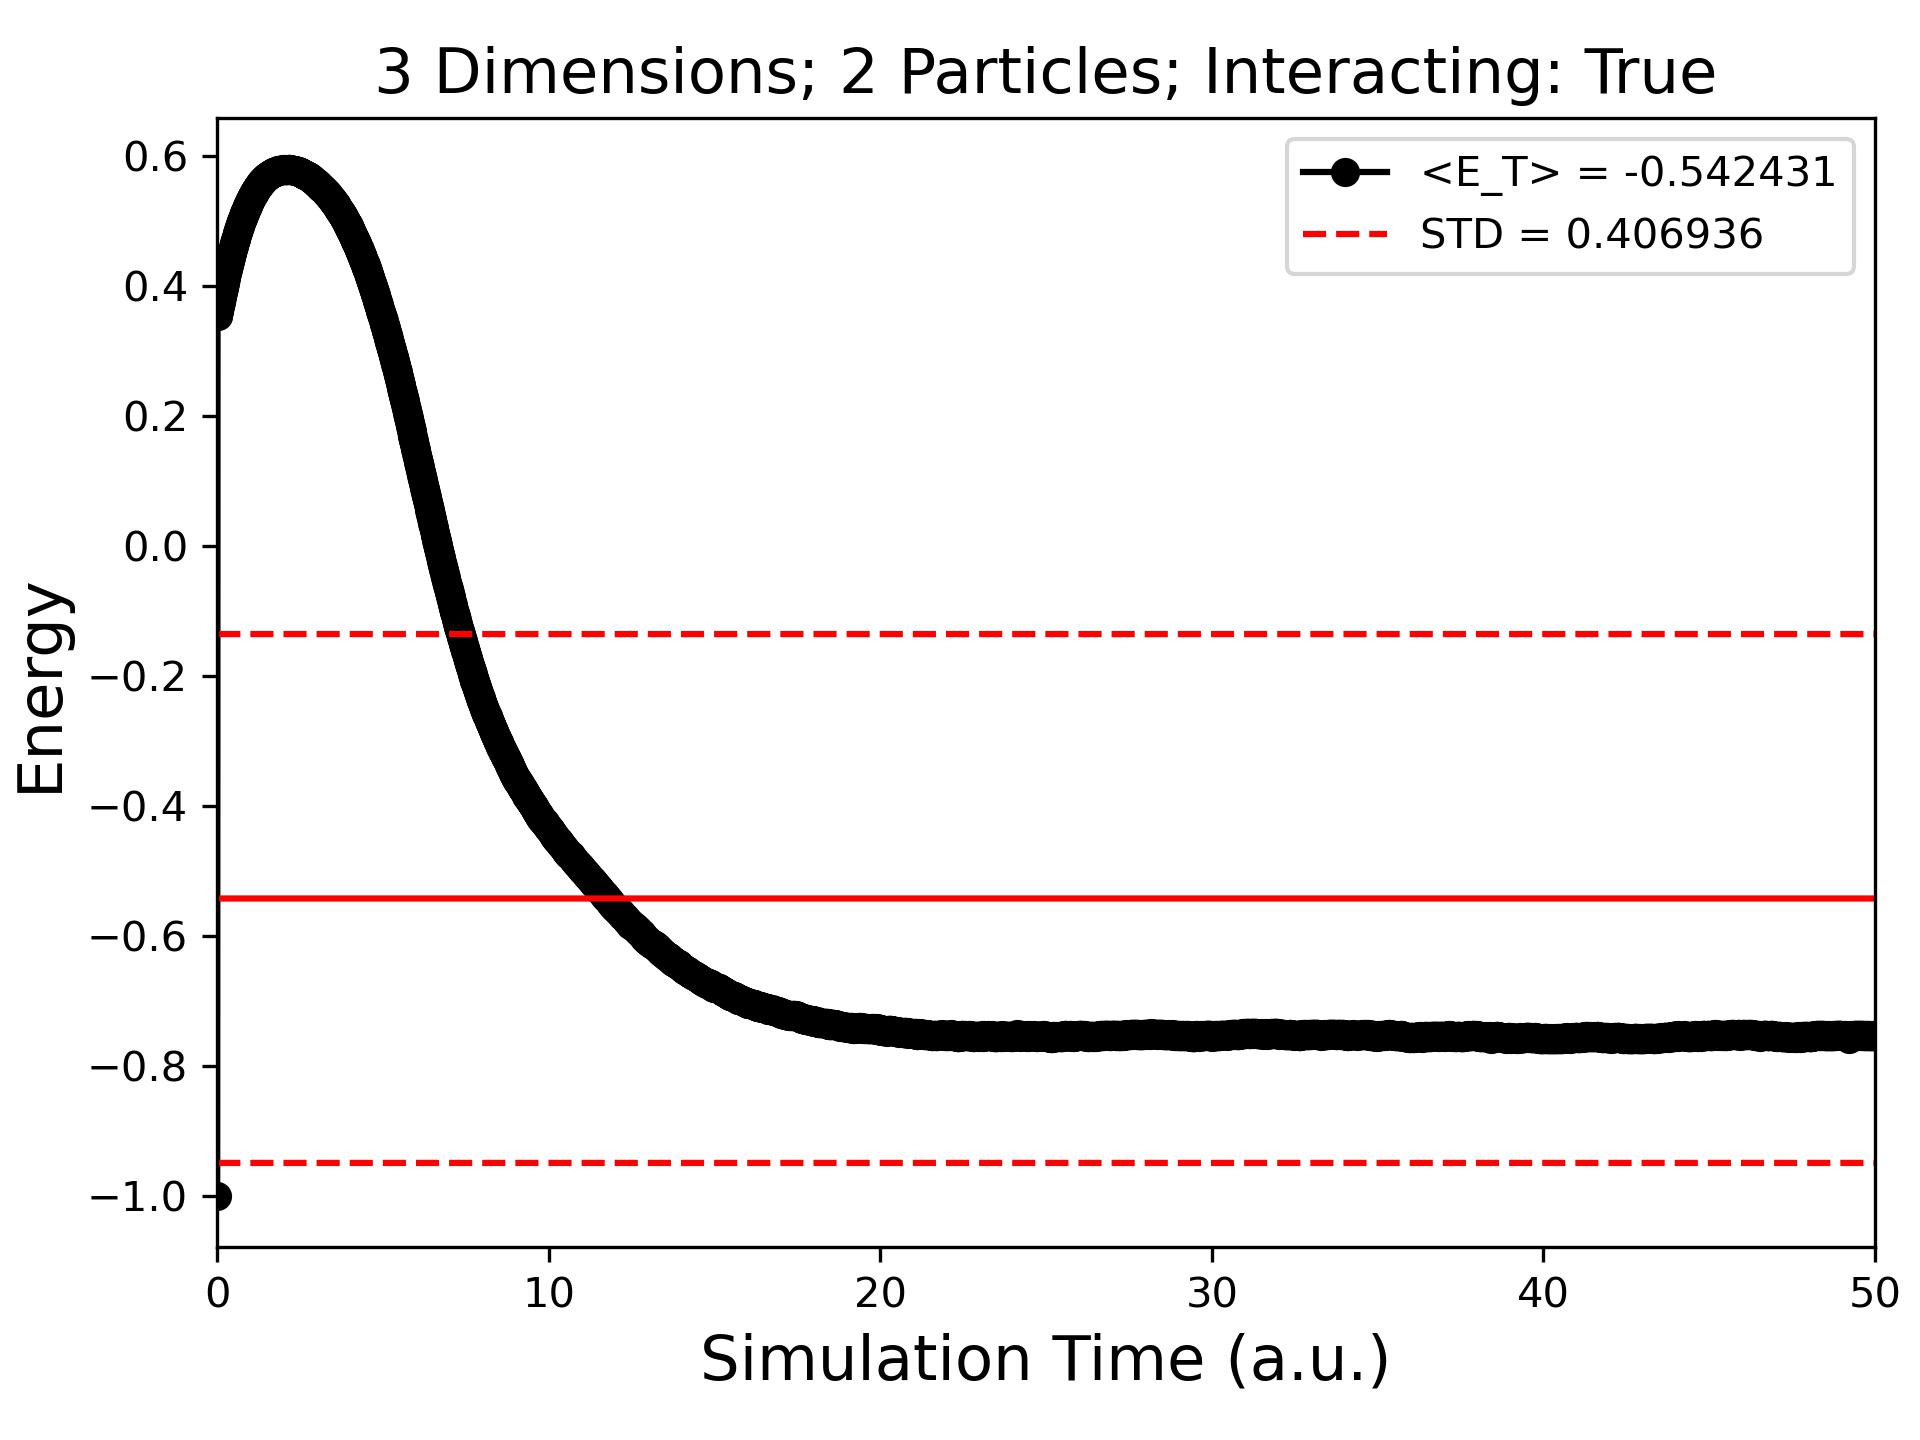 3 Dimensions; 2 Particles; Interacting: True
<E_T> = -0.542431
STD = 0.406936
Energy
0.6
0.4
0.2
0.0
−0.2
−0.4
−0.6
−0.8
−1.0
0 10 20 30 40 50
Simulation Time (a.u.)